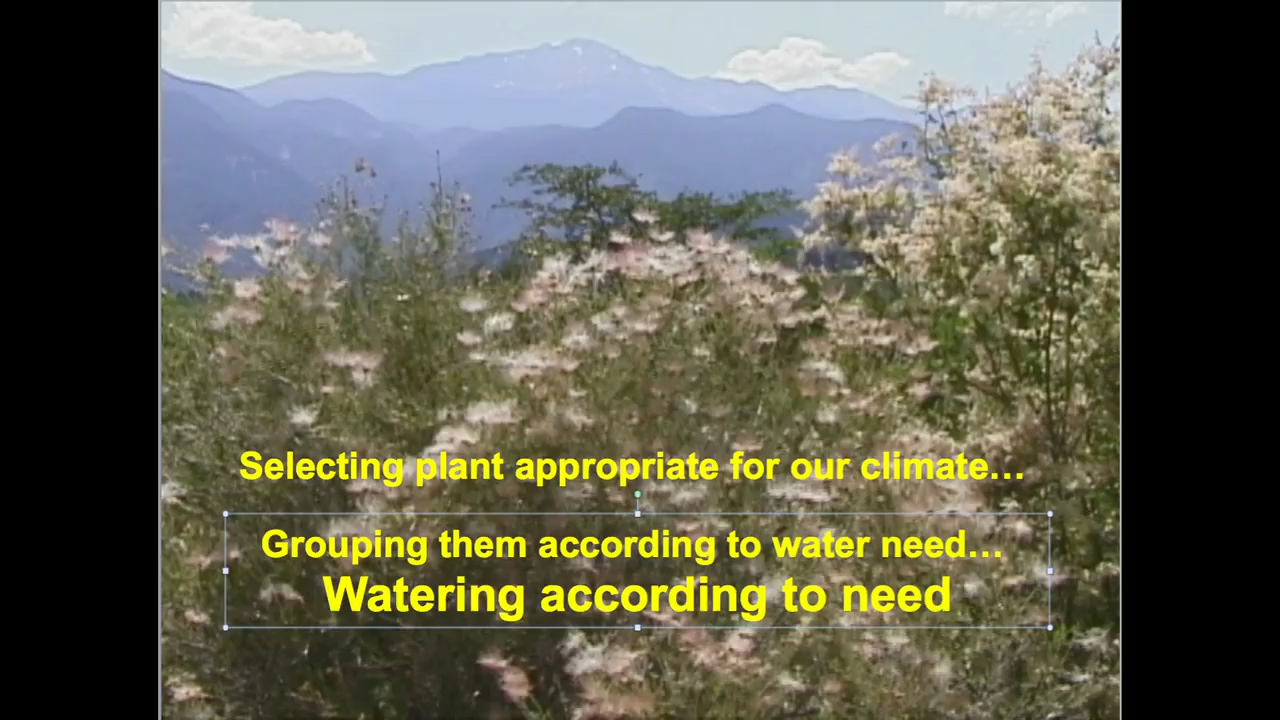 Selecting plant appropriate for our climate…
Grouping them according to water need…
Watering according to need